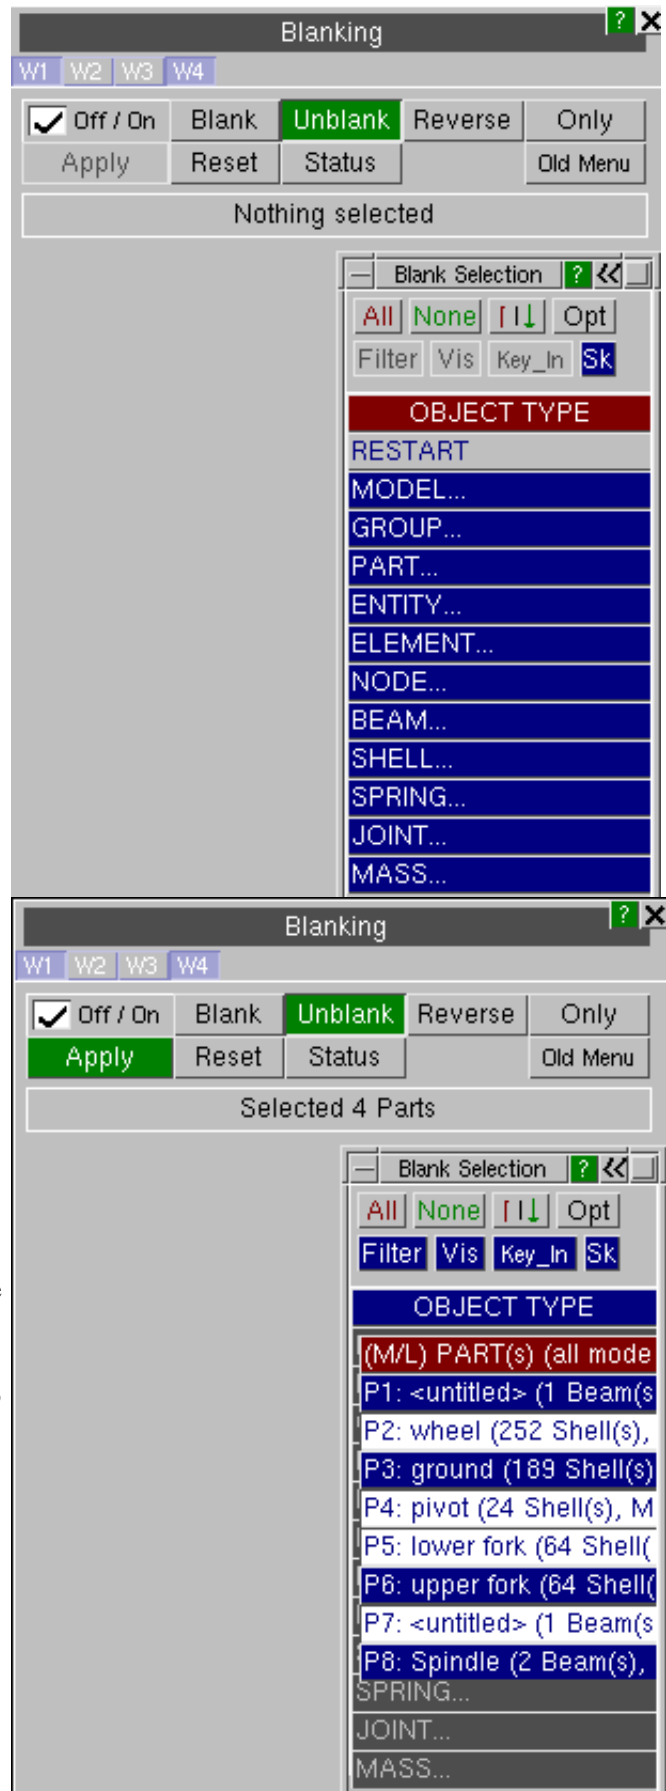 Blanking ?
W1 W2 W3 W4
Off / On Blank Unblank Reverse Only
Apply Reset Status Old Menu
Nothing selected
Blank Selection ?
All None Opt
Filter Vis Key_In Sk
OBJECT TYPE
RESTART
MODEL...
GROUP...
PART...
ENTITY...
ELEMENT...
NODE...
BEAM...
SHELL...
SPRING...
JOINT...
MASS...
Blanking ?
W1 W2 W3 W4
Off / On Blank Unblank Reverse Only
Apply Reset Status Old Menu
Selected 4 Parts
Blank Selection ?
All None Opt
Filter Vis Key_In Sk
OBJECT TYPE
(M/L) PART(s) (all mode
P1: <untitled> (1 Beam(s
P2: wheel (252 Shell(s),
P3: ground (189 Shell(s)
P4: pivot (24 Shell(s), M
P5: lower fork (64 Shell(
P6: upper fork (64 Shell(
P7: <untitled> (1 Beam(s
P8: Spindle (2 Beam(s),
SPRING...
JOINT...
MASS...